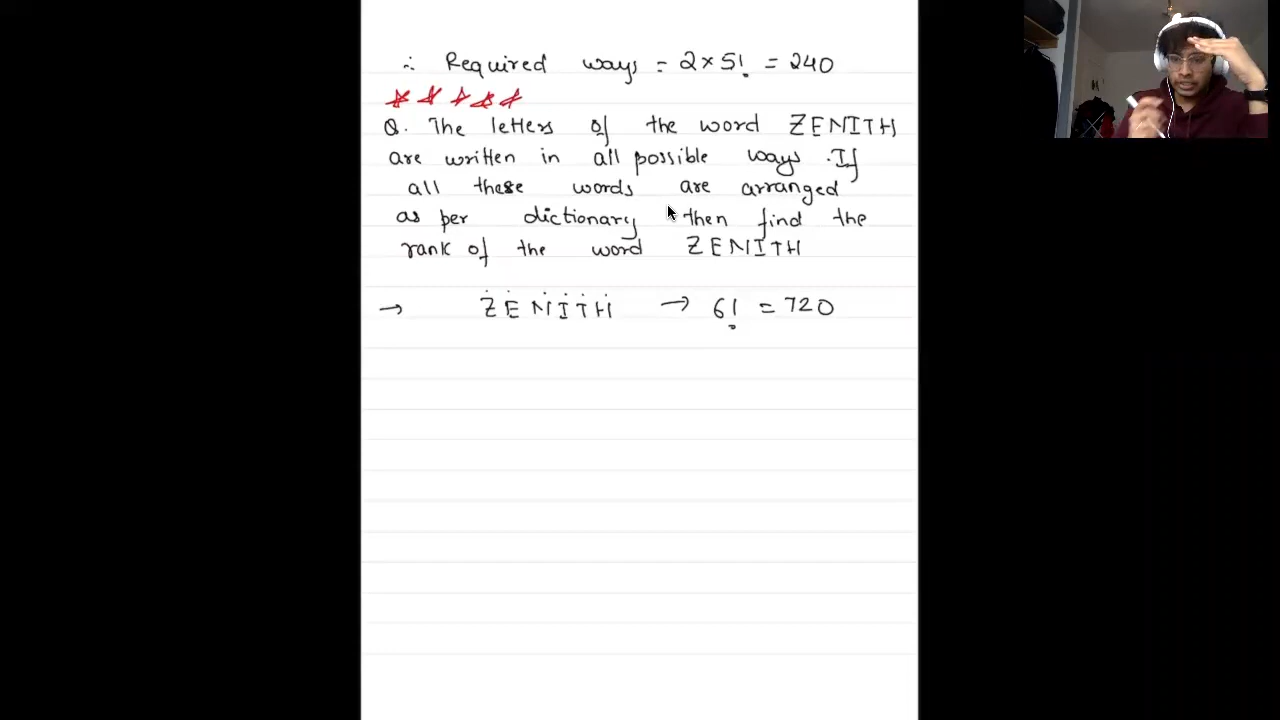 ∴ Required ways = 2 × 5! = 240
Q. The letters of the word ZENITH
are written in all possible ways. If
all these words are arranged
as per dictionary then find the
rank of the word ZENITH
→ ZENITH → 6! = 720